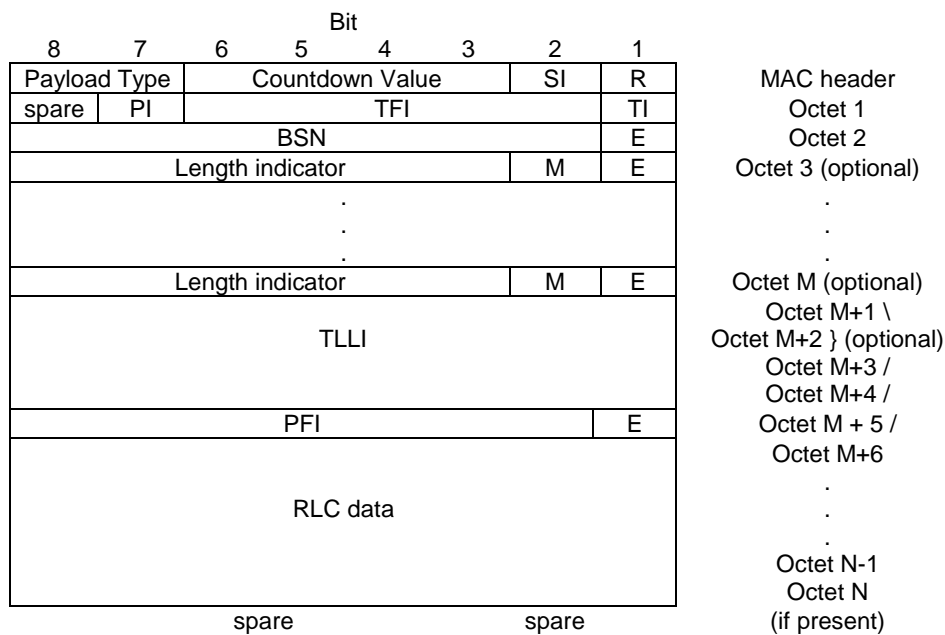 Bit
8 7 6 5 4 3 2 1
Payload Type Countdown Value SI R MAC header
spare PI TFI TI Octet 1
BSN E Octet 2
Length indicator M E Octet 3 (optional)
. .
. .
. .
Length indicator M E Octet M (optional)
Octet M+1 \
TLLI Octet M+2 } (optional)
Octet M+3 /
Octet M+4 /
PFI E Octet M + 5 /
Octet M+6
.
RLC data .
.
Octet N-1
Octet N
spare spare (if present)